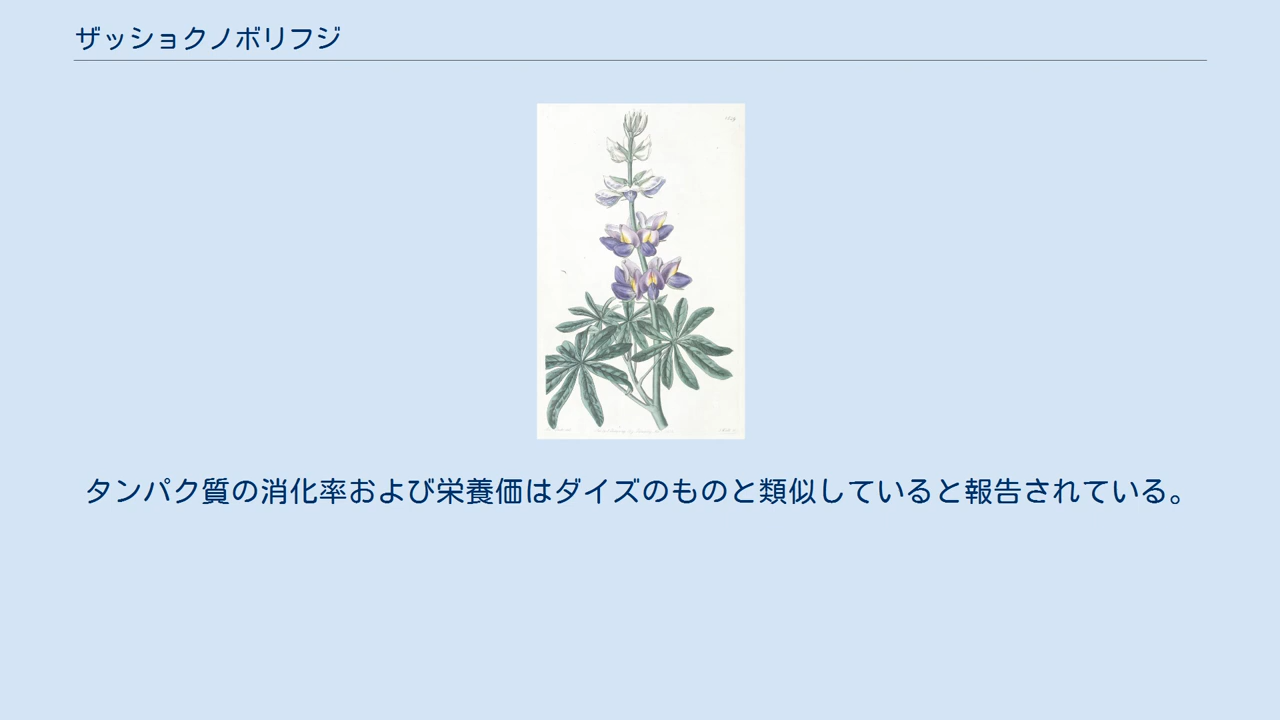 ザッショクノボリフジ
タンパク質の消化率および栄養価はダイズのものと類似していると報告されている。